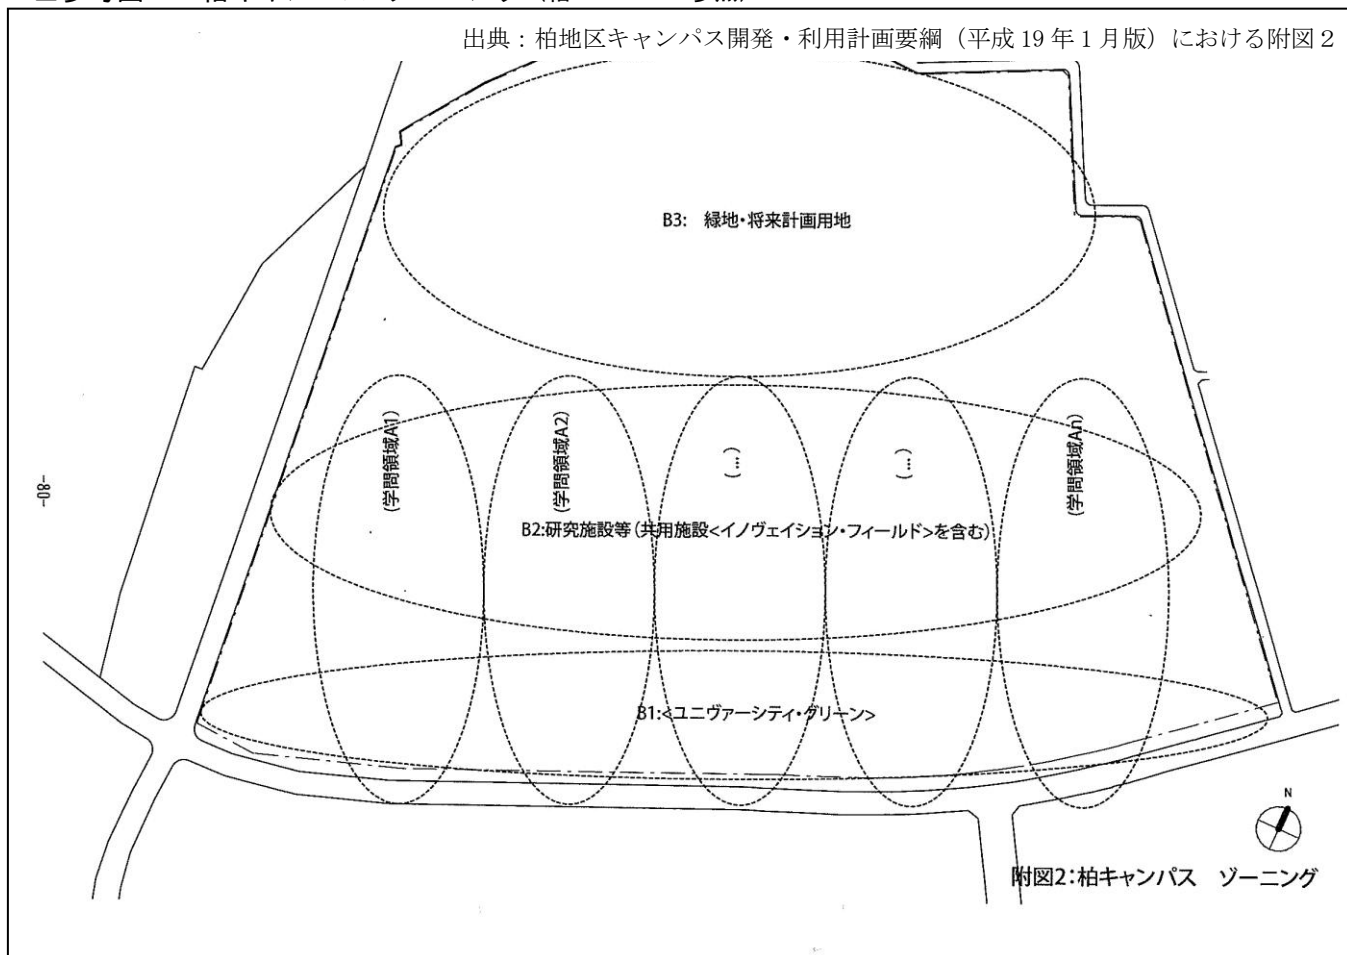 出典：柏地区キャンパス開発・利用計画要綱（平成 19 年 1 月版）における附図 2
B3:　緑地・将来計画用地
(学問領域A1)
(学問領域A2)
(...)
(...)
(学問領域An)
-80-
B2:研究施設等(共用施設<イノヴェイション・フィールド>を含む)
B1:<ユニヴァーシティ・グリーン>
N
附図2:柏キャンパス　ゾーニング